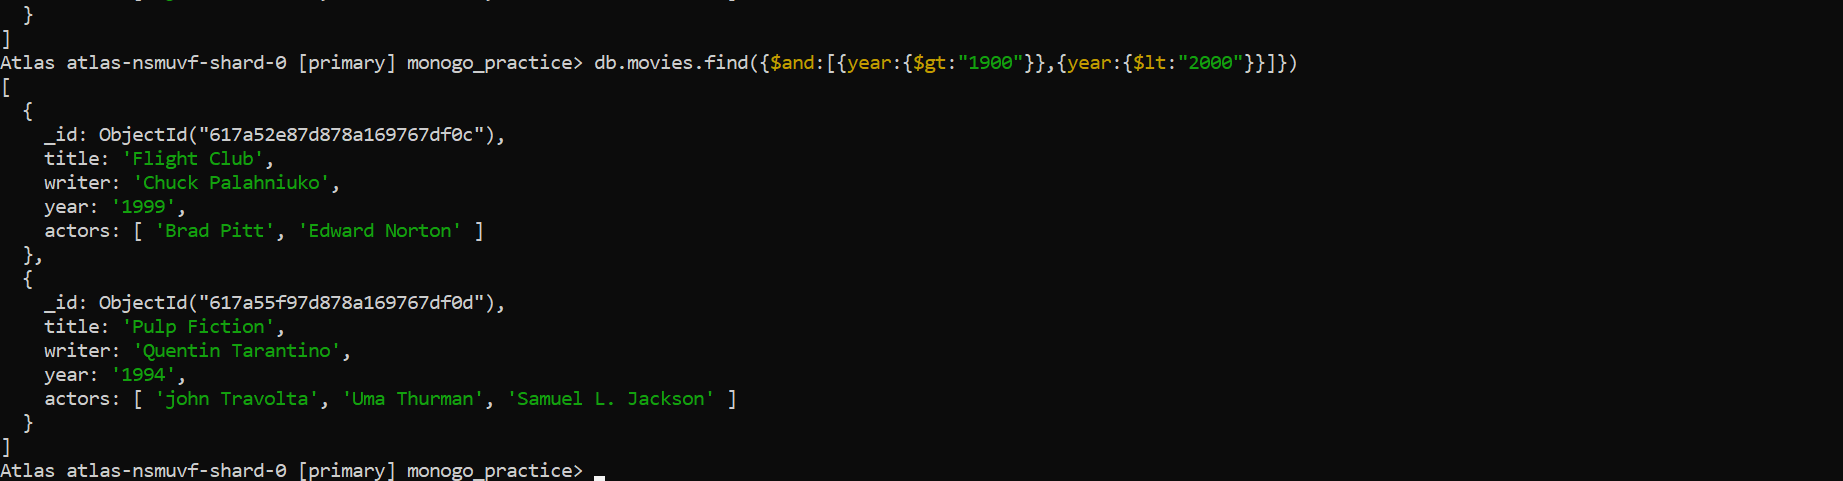 }
]
Atlas atlas-nsmuvf-shard-0 [primary] monogo_practice> db.movies.find({$and:[{year:{$gt:"1900"}},{year:{$lt:"2000"}}]})
[
  {
    _id: ObjectId("617a52e87d878a169767df0c"),
    title: 'Flight Club',
    writer: 'Chuck Palahniuko',
    year: '1999',
    actors: [ 'Brad Pitt', 'Edward Norton' ]
  },
  {
    _id: ObjectId("617a55f97d878a169767df0d"),
    title: 'Pulp Fiction',
    writer: 'Quentin Tarantino',
    year: '1994',
    actors: [ 'john Travolta', 'Uma Thurman', 'Samuel L. Jackson' ]
  }
]
Atlas atlas-nsmuvf-shard-0 [primary] monogo_practice>